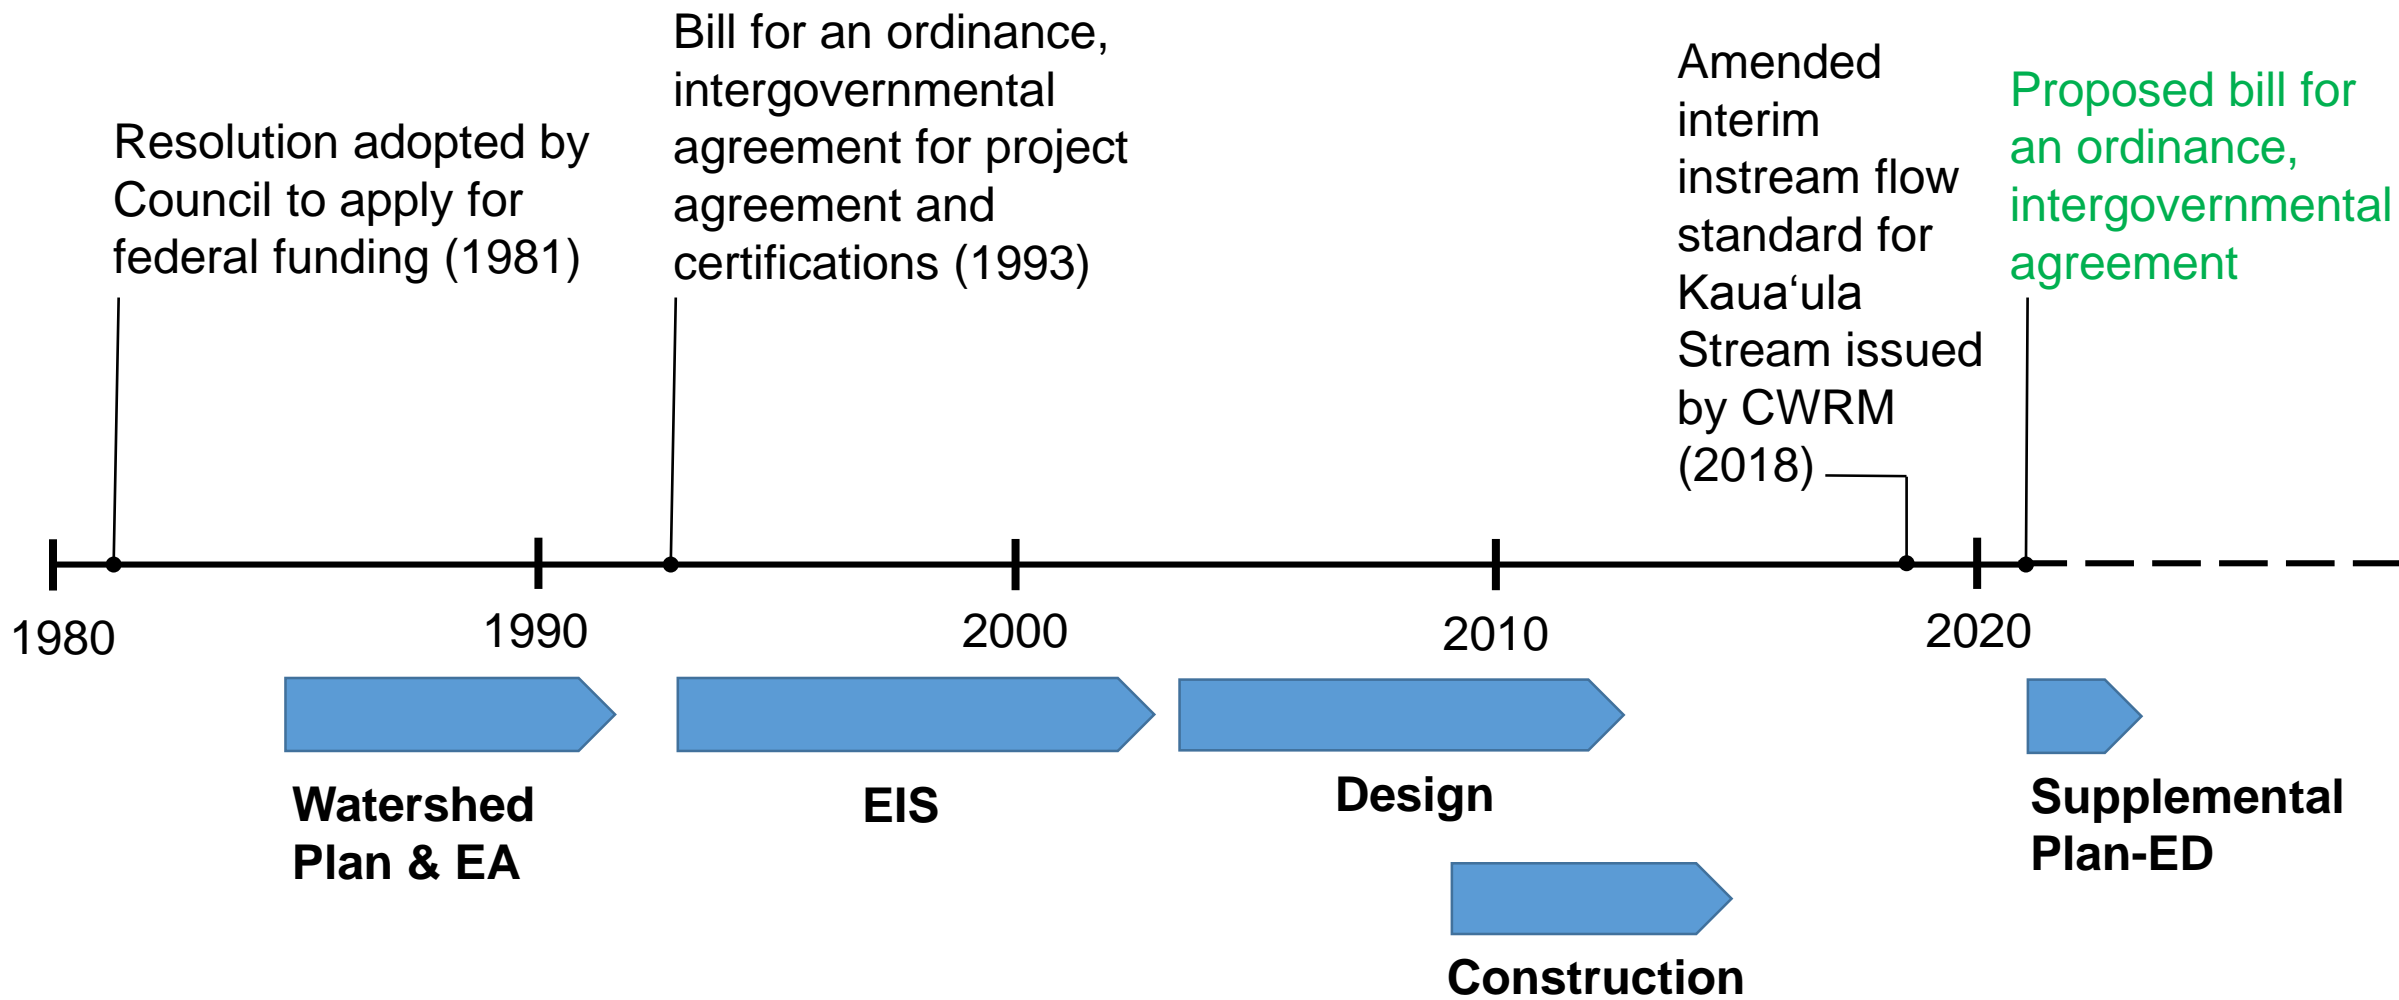 Resolution adopted by
Council to apply for
federal funding (1981)
Bill for an ordinance,
intergovernmental
agreement for project
agreement and
certifications (1993)
Amended
interim
instream flow
standard for
Kaua‘ula
Stream issued
by CWRM
(2018)
Proposed bill for
an ordinance,
intergovernmental
agreement
1980
1990
2000
2010
2020
Watershed
Plan & EA
EIS
Design
Construction
Supplemental
Plan-ED